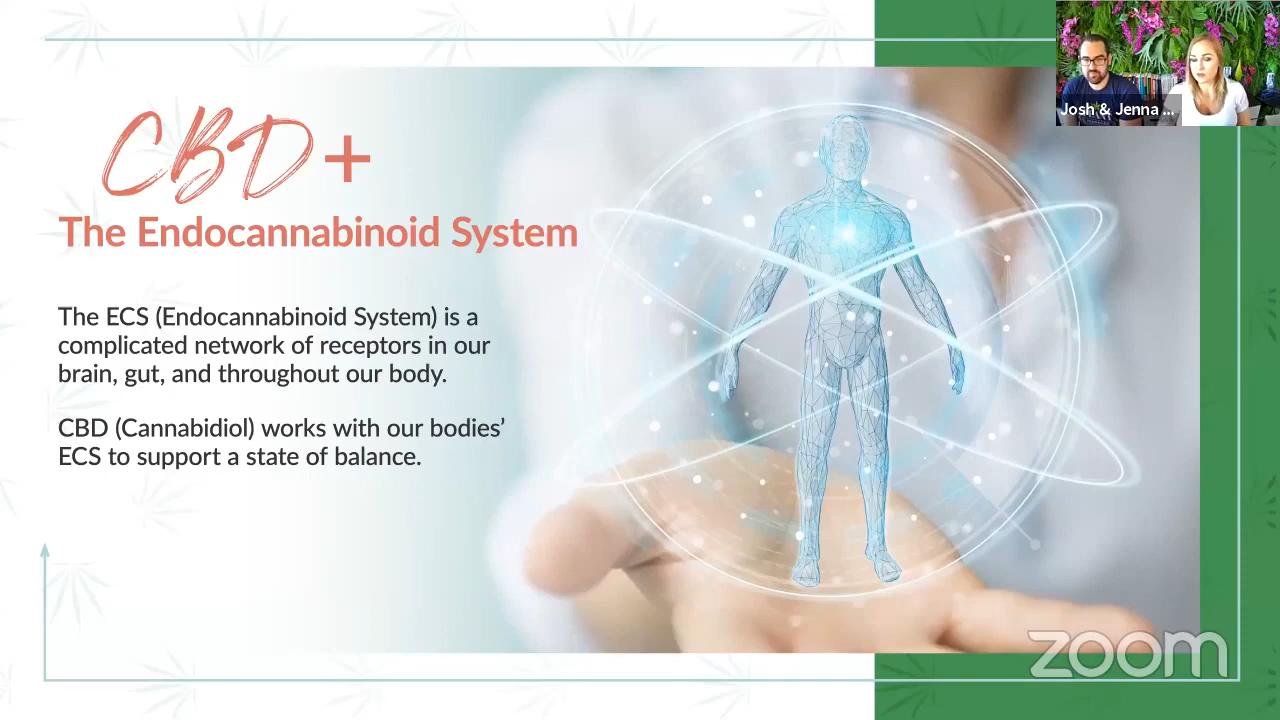 CBD+
The Endocannabinoid System
The ECS (Endocannabinoid System) is a
complicated network of receptors in our
brain, gut, and throughout our body.
CBD (Cannabidiol) works with our bodies’
ECS to support a state of balance.
Josh & Jenna ...
zoom